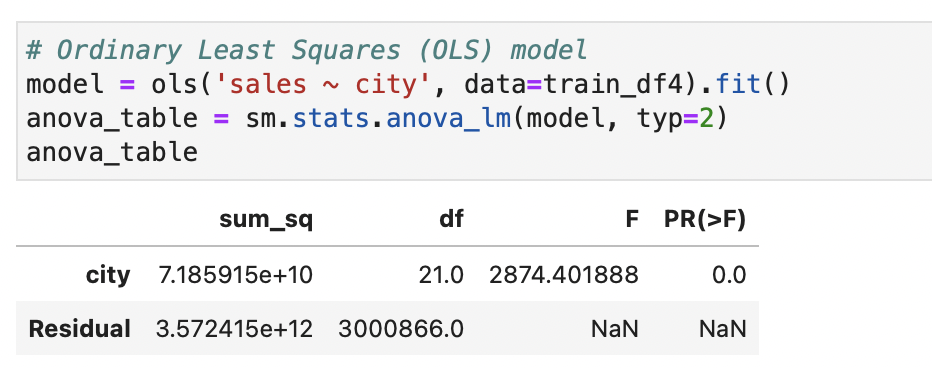 # Ordinary Least Squares (OLS) model
model = ols('sales ~ city', data=train_df4).fit()
anova_table = sm.stats.anova_lm(model, typ=2)
anova_table
sum_sq df F PR(>F)
city 7.185915e+10 21.0 2874.401888 0.0
Residual 3.572415e+12 3000866.0 NaN NaN